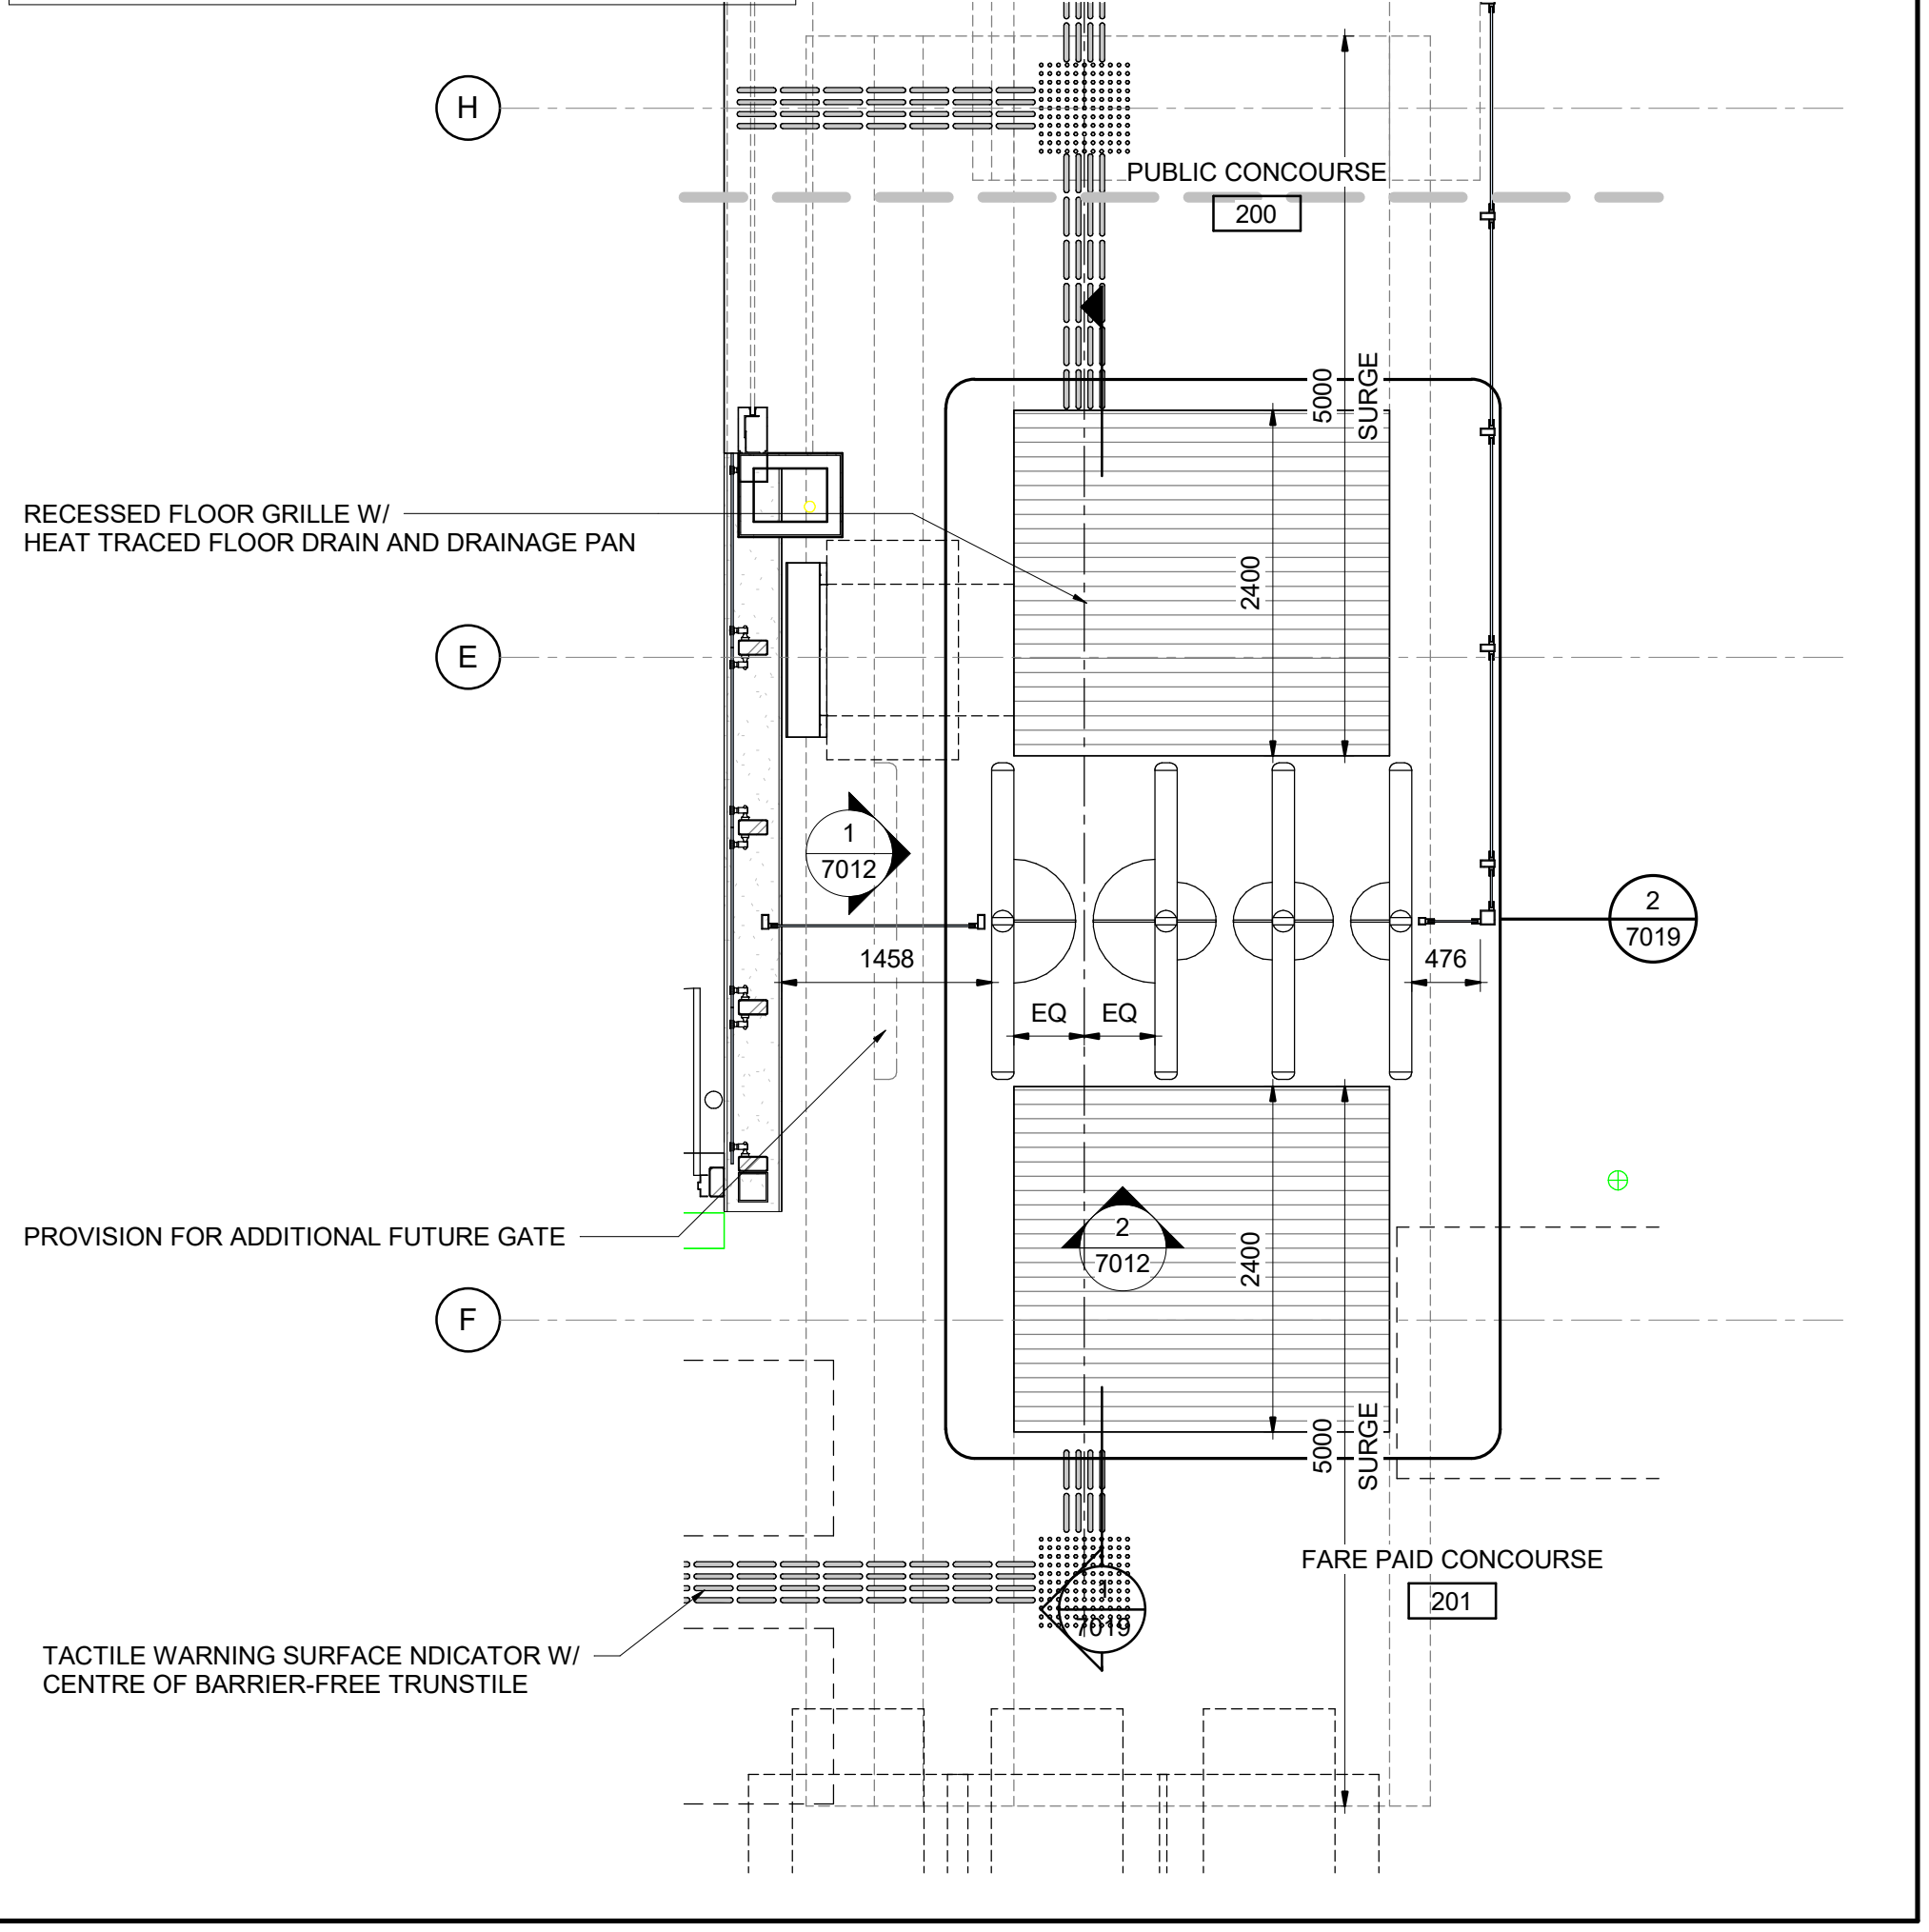 H
PUBLIC CONCOURSE
200
5000
SURGE
RECESSED FLOOR GRILLE W/
HEAT TRACED FLOOR DRAIN AND DRAINAGE PAN
2400
E
1
7012
2
7019
1458
476
EQ
EQ
PROVISION FOR ADDITIONAL FUTURE GATE
2
7012
2400
F
5000
SURGE
FARE PAID CONCOURSE
201
1
7019
TACTILE WARNING SURFACE NDICATOR W/
CENTRE OF BARRIER-FREE TRUNSTILE